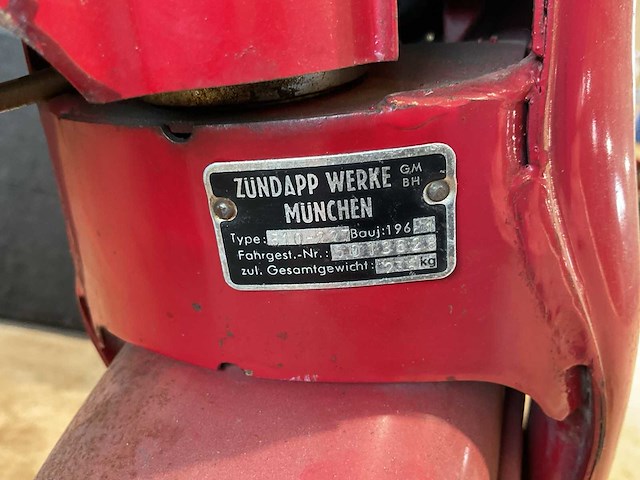 ZÜNDAPP WERKE GM BH
MÜNCHEN
Type: Bauj: 196
Fahrgest.-Nr.:
zul. Gesamtgewicht: kg